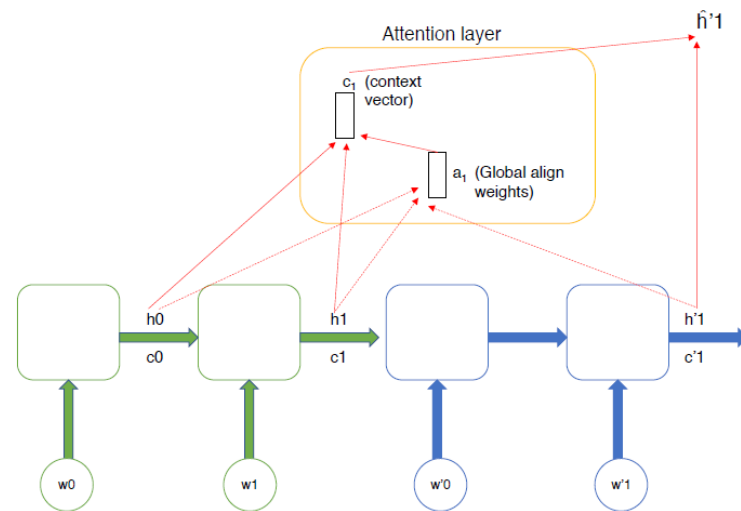 ĥ'1
Attention layer
c₁ (context
vector)
a₁ (Global align
weights)
h0
h1
h'1
c0
c1
c'1
w0
w1
w'0
w'1